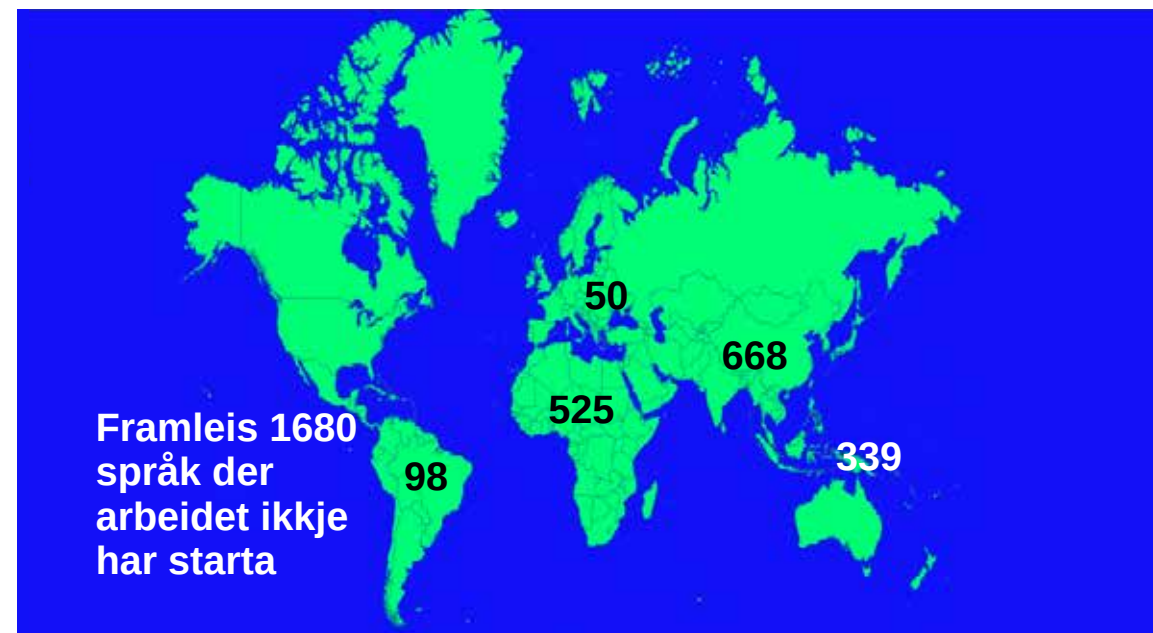 50
668
525
Framleis 1680
språk der
arbeidet ikkje
har starta
98
339